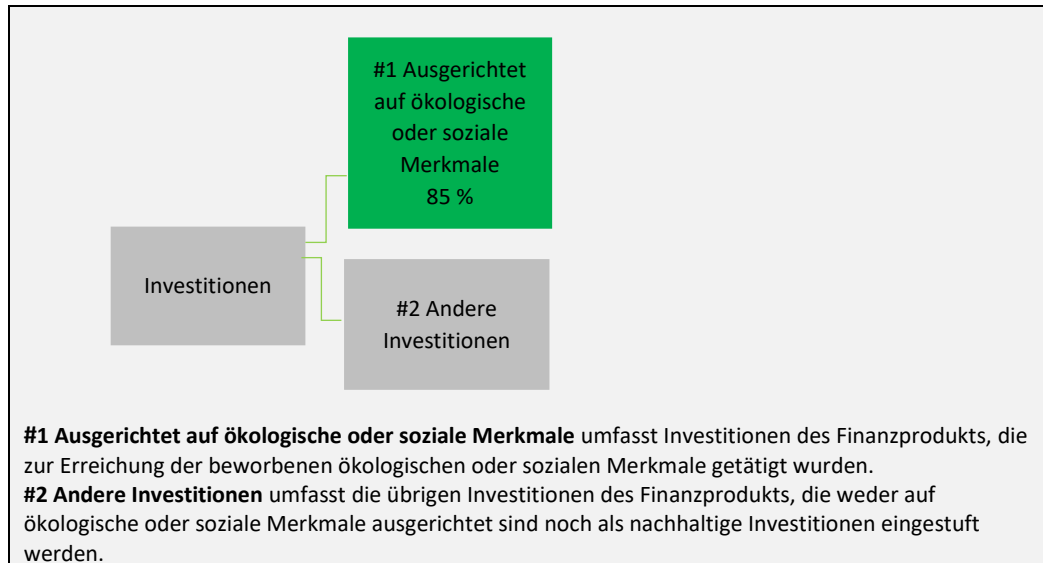 #1 Ausgerichtet
auf ökologische
oder soziale
Merkmale
85 %
Investitionen
#2 Andere
Investitionen
#1 Ausgerichtet auf ökologische oder soziale Merkmale umfasst Investitionen des Finanzprodukts, die
zur Erreichung der beworbenen ökologischen oder sozialen Merkmale getätigt wurden.
#2 Andere Investitionen umfasst die übrigen Investitionen des Finanzprodukts, die weder auf
ökologische oder soziale Merkmale ausgerichtet sind noch als nachhaltige Investitionen eingestuft
werden.